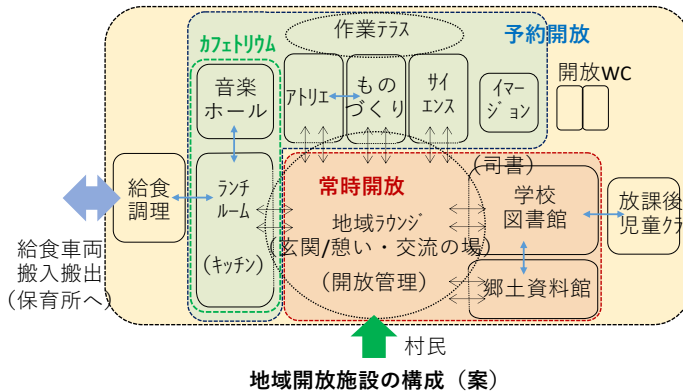 作業ﾃﾗｽ
ｶﾌｪﾄﾘｳﾑ
予約開放
音楽
ホール
ｱﾄﾘｴ
もの
づくり
ｻｲ
ｴﾝｽ
ｲﾏｰ
ｼﾞｮﾝ
開放WC
給食
調理
ﾗﾝﾁ
ﾙｰﾑ
(ｷｯﾁﾝ)
常時開放
地域ﾗｳﾝｼﾞ
(玄関/憩い・交流の場)
(開放管理)
(司書)
学校
図書館
放課後
児童ｸﾗ
郷土資料館
給食車両
搬入搬出
(保育所へ)
村民
地域開放施設の構成（案）